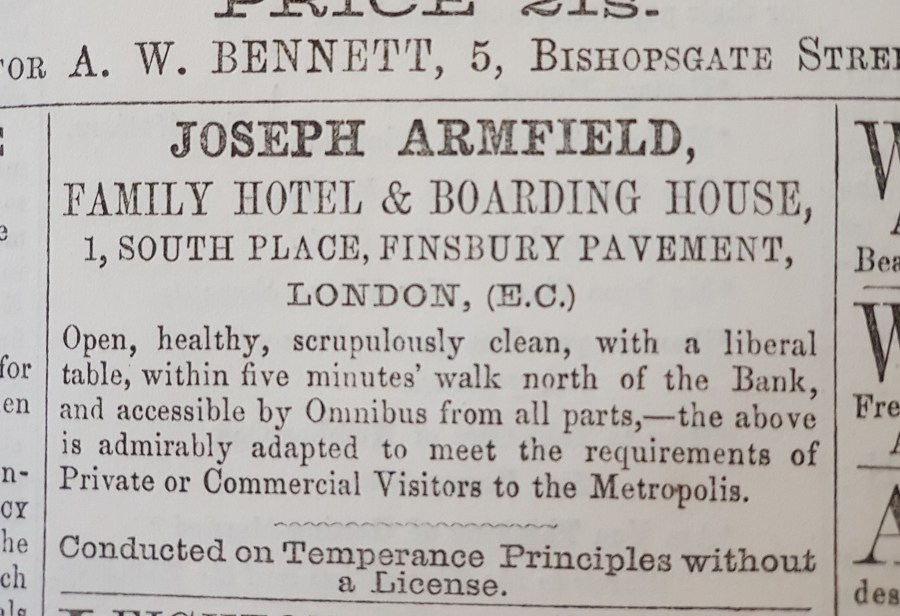 PRICE 21s.
FOR A. W. BENNETT, 5, BISHOPSGATE
JOSEPH ARMFIELD,
FAMILY HOTEL & BOARDING HOUSE,
1, SOUTH PLACE, FINSBURY PAVEMENT,
LONDON, (E.C.)
Open, healthy, scrupulously clean, with a liberal
table, within five minutes' walk north of the Bank,
and accessible by Omnibus from all parts,—the above
is admirably adapted to meet the requirements of
Private or Commercial Visitors to the Metropolis.
Conducted on Temperance Principles without
a License.
for